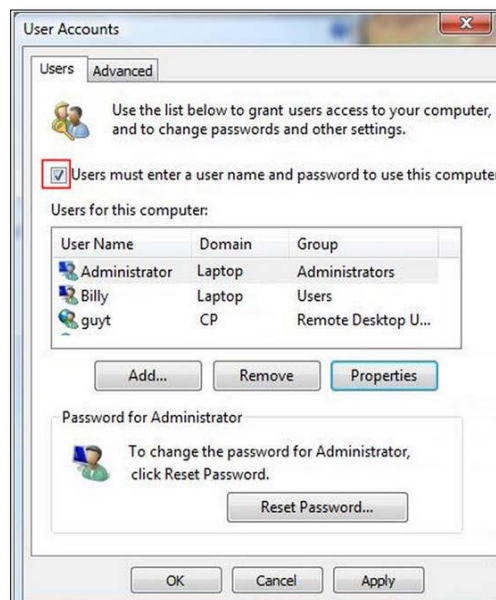 User Accounts
Users Advanced
Use the list below to grant users access to your computer,
and to change passwords and other settings.
Users must enter a user name and password to use this compute
Users for this computer:
User Name Domain Group
Administrator Laptop Administrators
Billy Laptop Users
guyt CP Remote Desktop U...
Add... Remove Properties
Password for Administrator
To change the password for Administrator,
click Reset Password.
Reset Password...
OK Cancel Apply